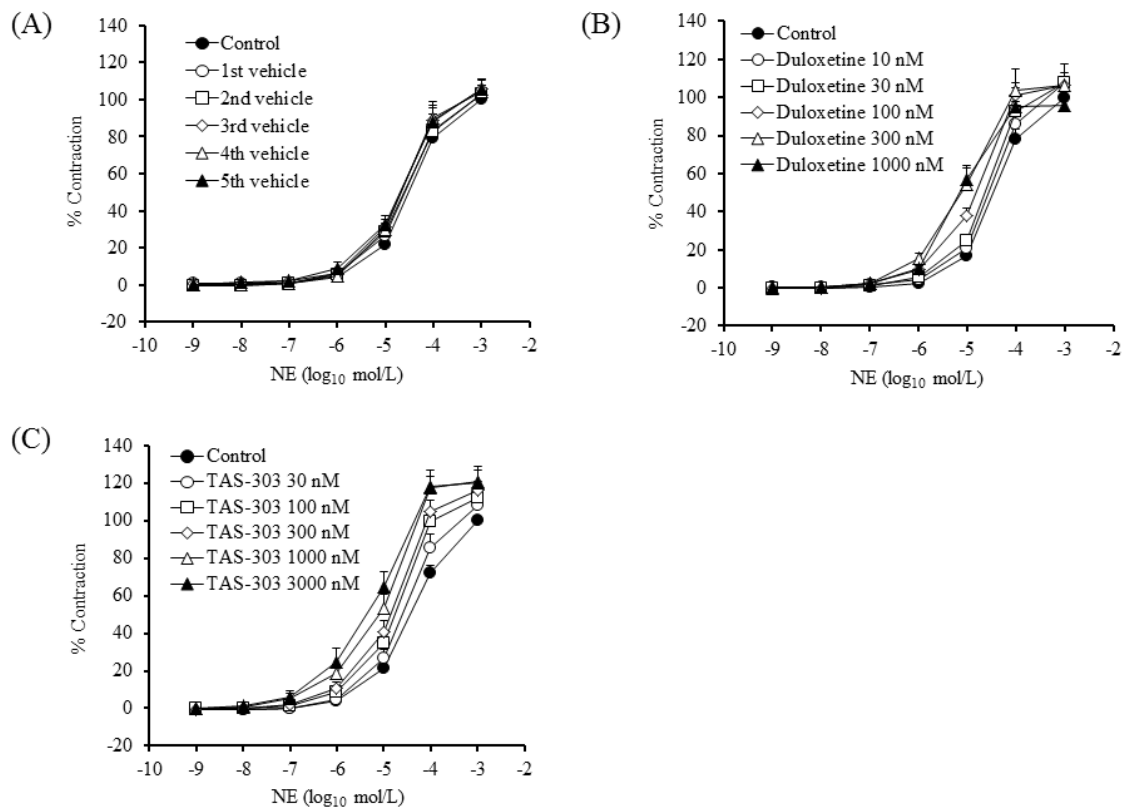 (A)
140
120
100
80
60
40
20
0
-20
% Contraction
Control
1st vehicle
2nd vehicle
3rd vehicle
4th vehicle
5th vehicle
-10 -9 -8 -7 -6 -5 -4 -3 -2
NE (log₁₀ mol/L)
(B)
140
120
100
80
60
40
20
0
-20
% Contraction
Control
Duloxetine 10 nM
Duloxetine 30 nM
Duloxetine 100 nM
Duloxetine 300 nM
Duloxetine 1000 nM
-10 -9 -8 -7 -6 -5 -4 -3 -2
NE (log₁₀ mol/L)
(C)
140
120
100
80
60
40
20
0
-20
% Contraction
Control
TAS-303 30 nM
TAS-303 100 nM
TAS-303 300 nM
TAS-303 1000 nM
TAS-303 3000 nM
-10 -9 -8 -7 -6 -5 -4 -3 -2
NE (log₁₀ mol/L)